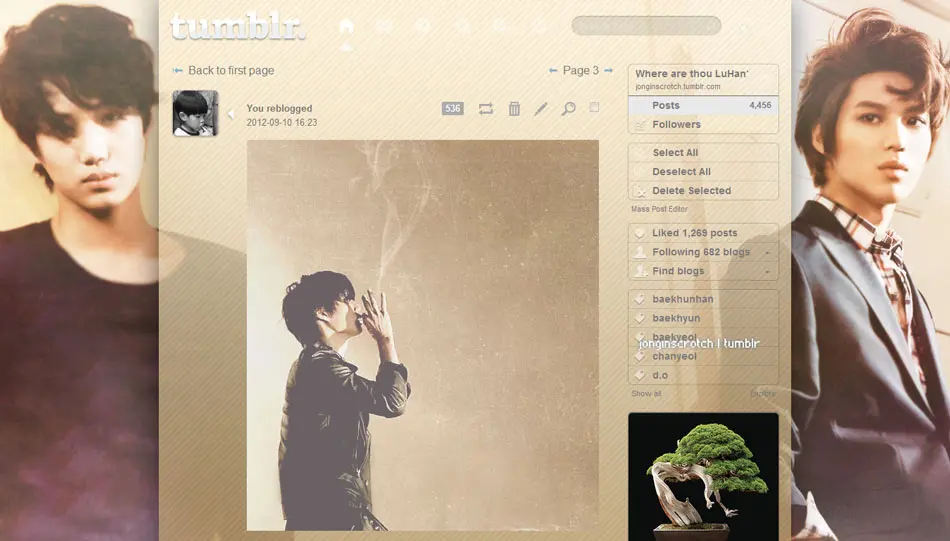 tumblr.
Back to first page
Page 3
You reblogged
2012-09-10 16:23
536
Where are thou LuHan'
jonginscrotch.tumblr.com
Posts 4,456
Followers
Select All
Deselect All
Delete Selected
Mass Post Editor
Liked 1,269 posts
Following 682 blogs
Find blogs
baekhunhan
baekhyun
baekyeol
jonginscrotch | tumblr
chanyeol
d.o
Show all Explore